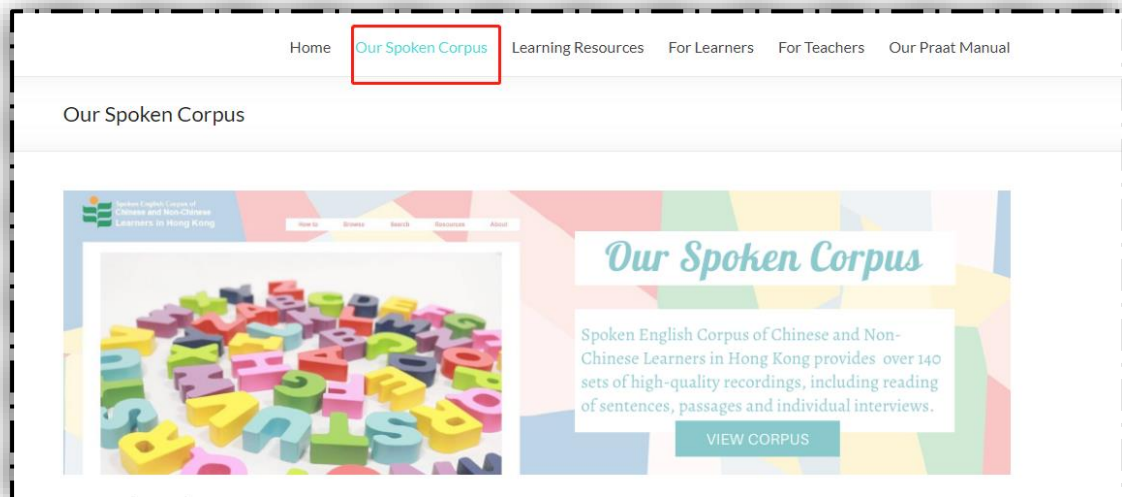 Home Our Spoken Corpus Learning Resources For Learners For Teachers Our Praat Manual
Our Spoken Corpus
Spoken English Corpus of
Chinese and Non-Chinese
Learners in Hong Kong
How to Browse Search Resources About
Our Spoken Corpus
Spoken English Corpus of Chinese and Non-
Chinese Learners in Hong Kong provides over 140
sets of high-quality recordings, including reading
of sentences, passages and individual interviews.
VIEW CORPUS